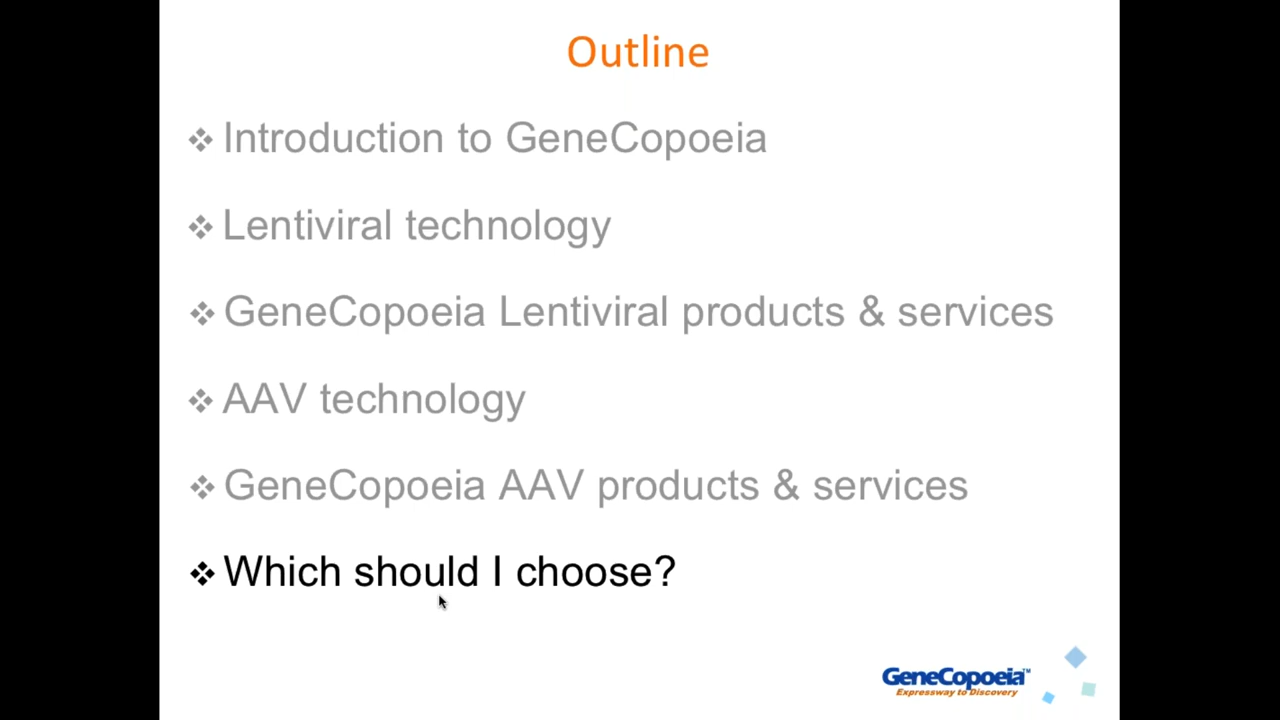 Outline
❖ Introduction to GeneCopoeia
❖ Lentiviral technology
❖ GeneCopoeia Lentiviral products & services
❖ AAV technology
❖ GeneCopoeia AAV products & services
❖ Which should I choose?
GeneCopoeia™
Expressway to Discovery